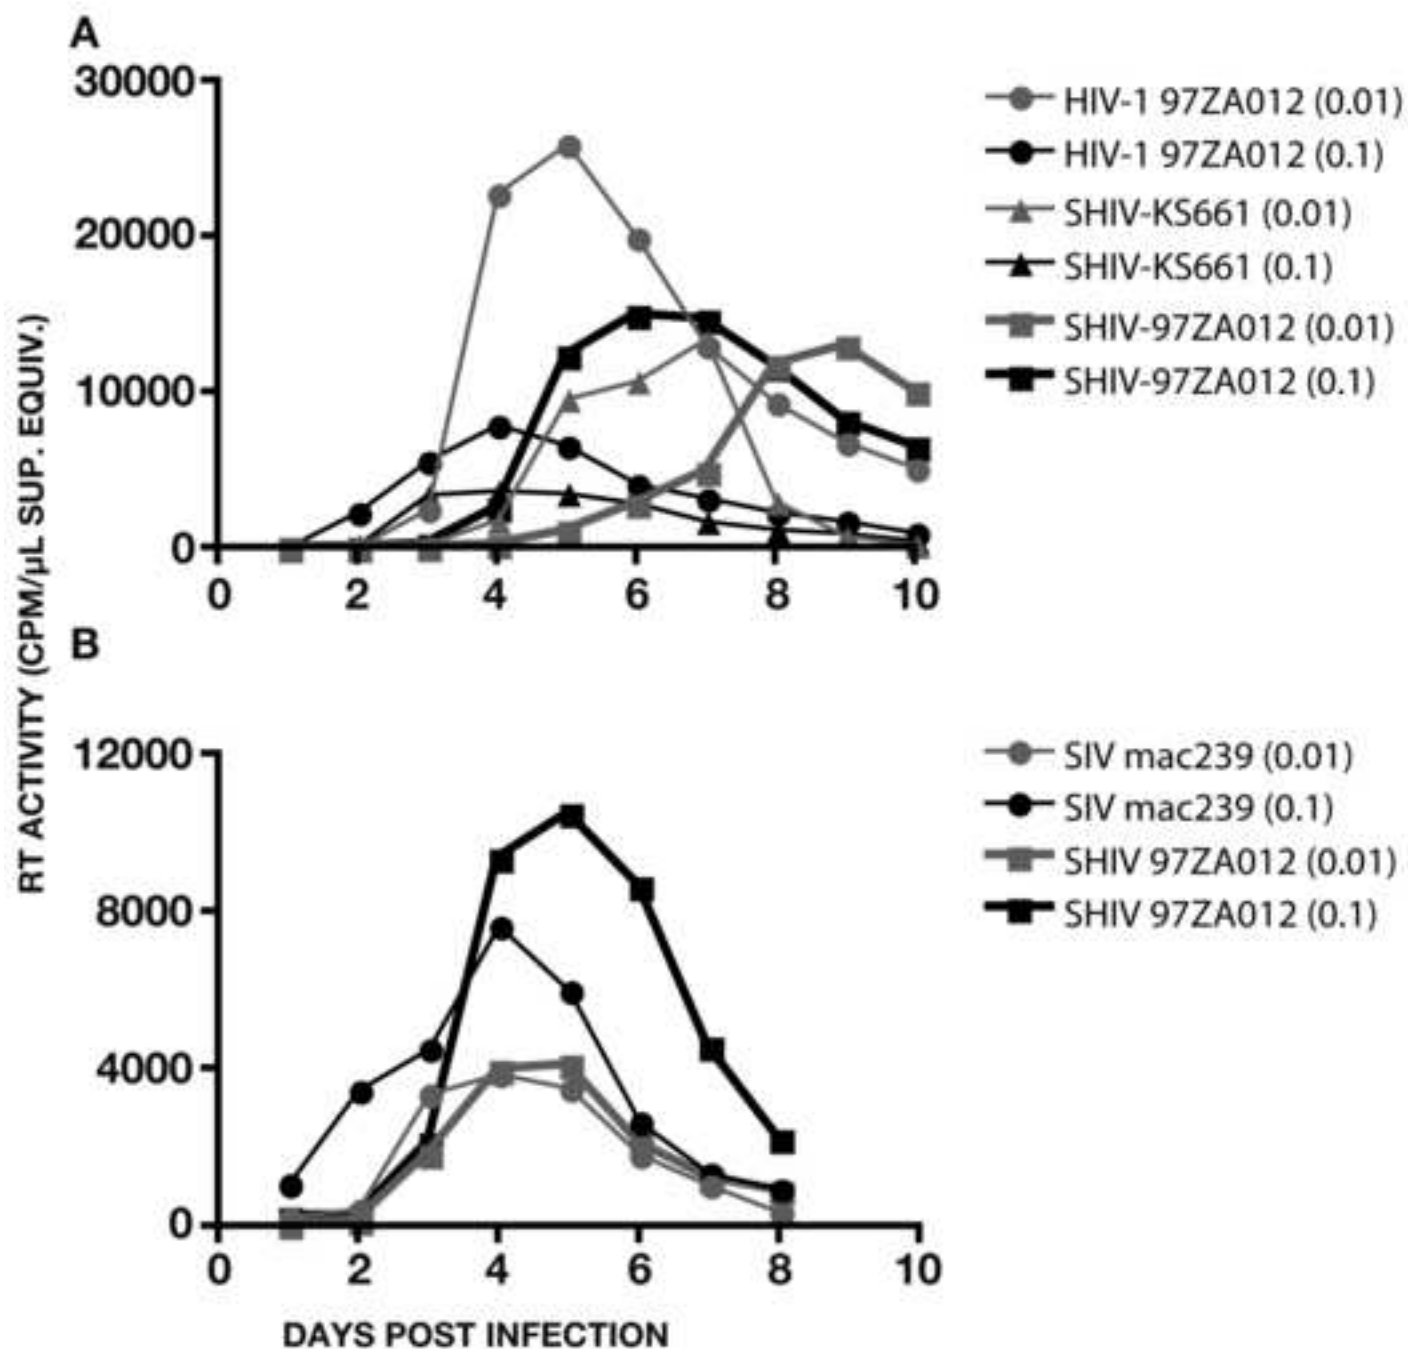 A
30000
20000
10000
0
0 2 4 6 8 10
HIV-1 97ZA012 (0.01)
HIV-1 97ZA012 (0.1)
SHIV-KS661 (0.01)
SHIV-KS661 (0.1)
SHIV-97ZA012 (0.01)
SHIV-97ZA012 (0.1)
RT ACTIVITY (CPM/µL SUP. EQUIV.)
B
12000
8000
4000
0
0 2 4 6 8 10
SIV mac239 (0.01)
SIV mac239 (0.1)
SHIV 97ZA012 (0.01)
SHIV 97ZA012 (0.1)
DAYS POST INFECTION